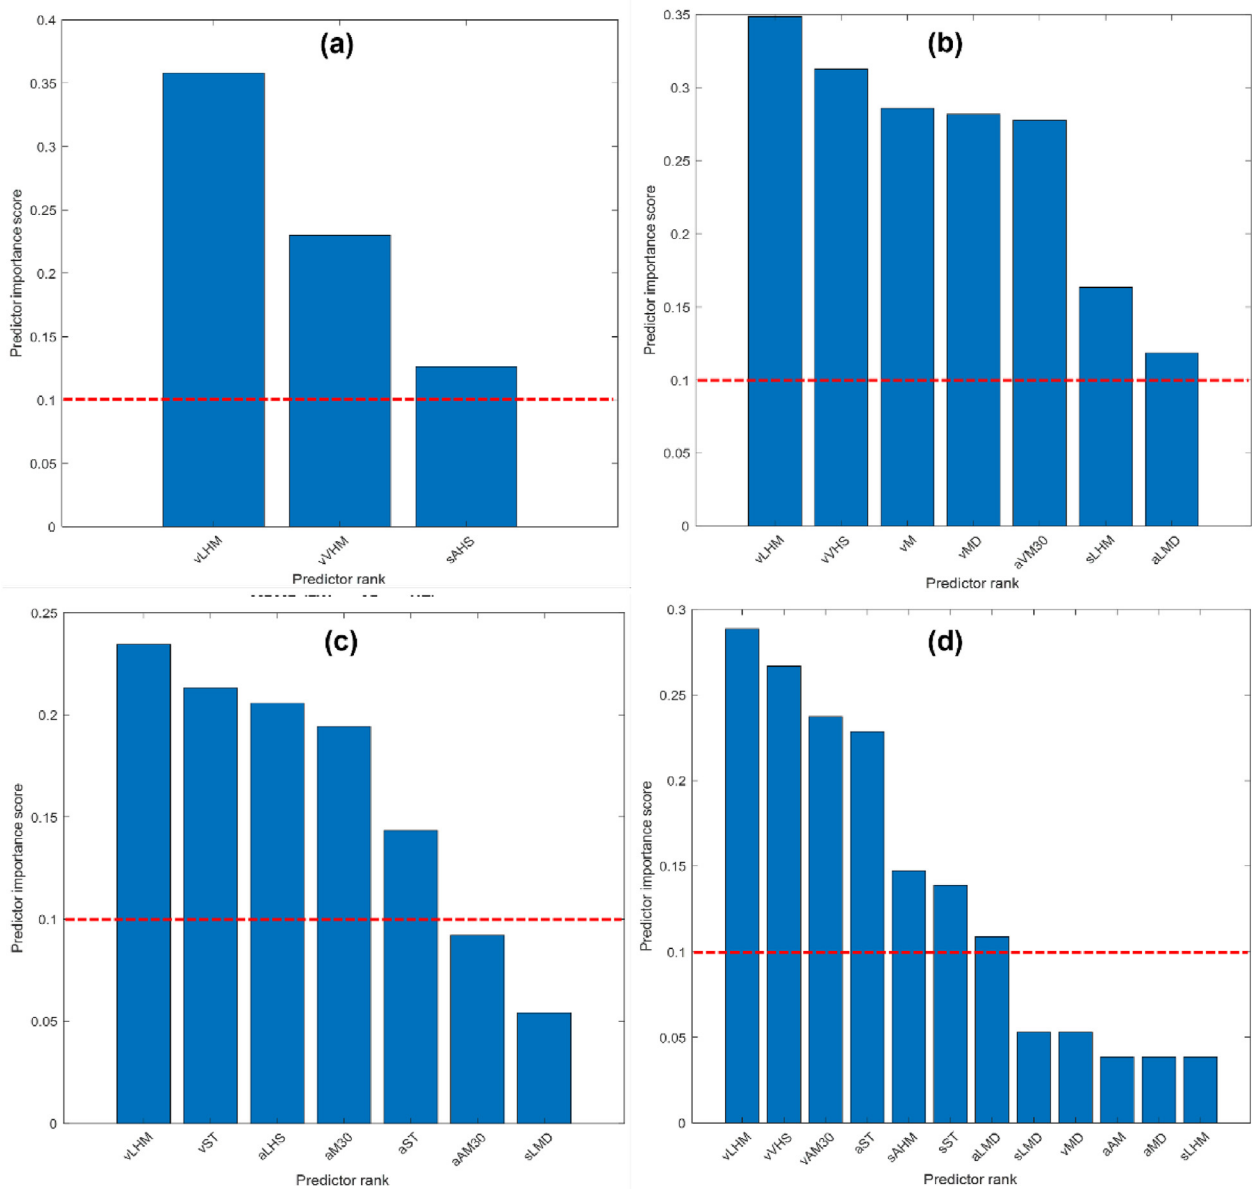 (a)
0.4
0.35
0.3
0.25
0.2
0.15
0.1
0.05
0
Predictor importance score
vLHM
vVHM
sAHS
Predictor rank
(b)
0.35
0.3
0.25
0.2
0.15
0.1
0.05
0
Predictor importance score
vLHM
vVHS
vM
vMD
aVM30
sLHM
aLMD
Predictor rank
(c)
0.25
0.2
0.15
0.1
0.05
0
Predictor importance score
vLHM
vST
aLHS
aM30
aST
aAM30
sLMD
Predictor rank
(d)
0.3
0.25
0.2
0.15
0.1
0.05
0
Predictor importance score
vLHM
vVHS
vAM30
aST
sAHM
sST
aLMD
sLMD
vMD
aAM
aMD
sLHM
Predictor rank